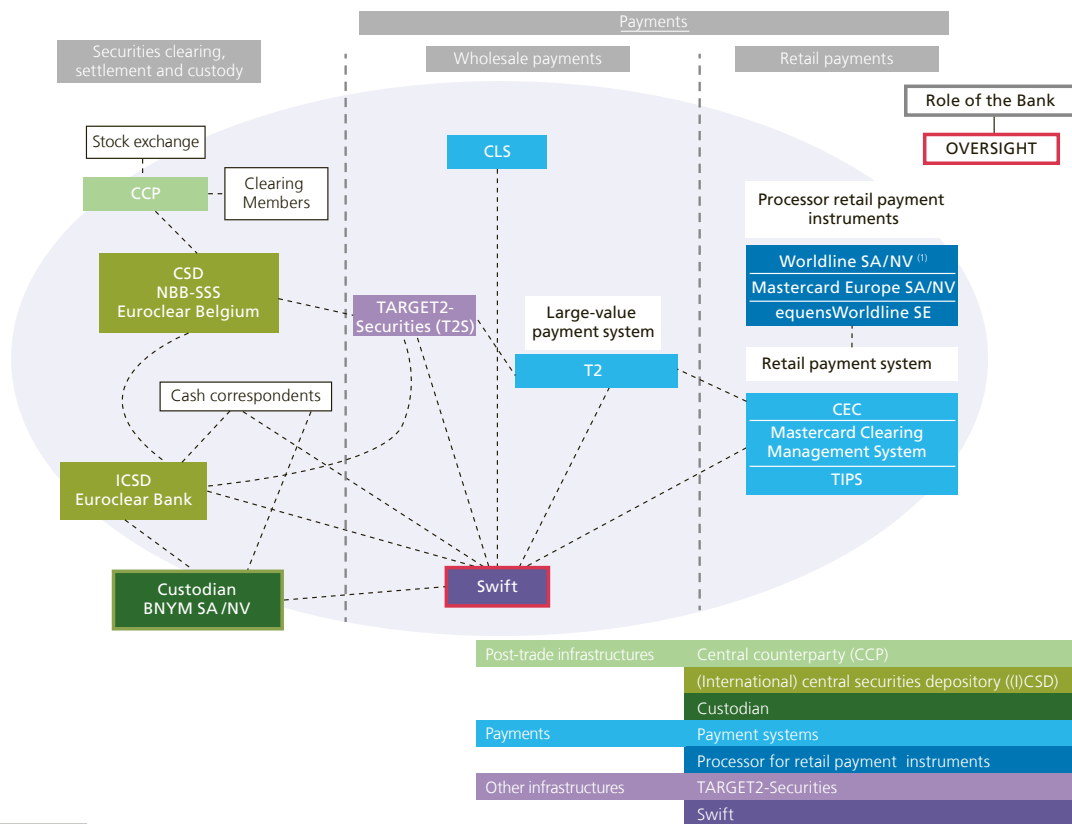 Payments
Securities clearing,
settlement and custody
Wholesale payments
Retail payments
Role of the Bank
OVERSIGHT
Stock exchange
CCP
Clearing
Members
CLS
Processor retail payment
instruments
Worldline SA/NV (1)
Mastercard Europe SA/NV
equensWorldline SE
CSD
NBB-SSS
Euroclear Belgium
TARGET2-
Securities (T2S)
Large-value
payment system
T2
Retail payment system
Cash correspondents
CEC
Mastercard Clearing
Management System
TIPS
ICSD
Euroclear Bank
Custodian
BNYM SA /NV
Swift
Post-trade infrastructures
Central counterparty (CCP)
(International) central securities depository ((I)CSD)
Custodian
Payments
Payment systems
Processor for retail payment instruments
Other infrastructures
TARGET2-Securities
Swift